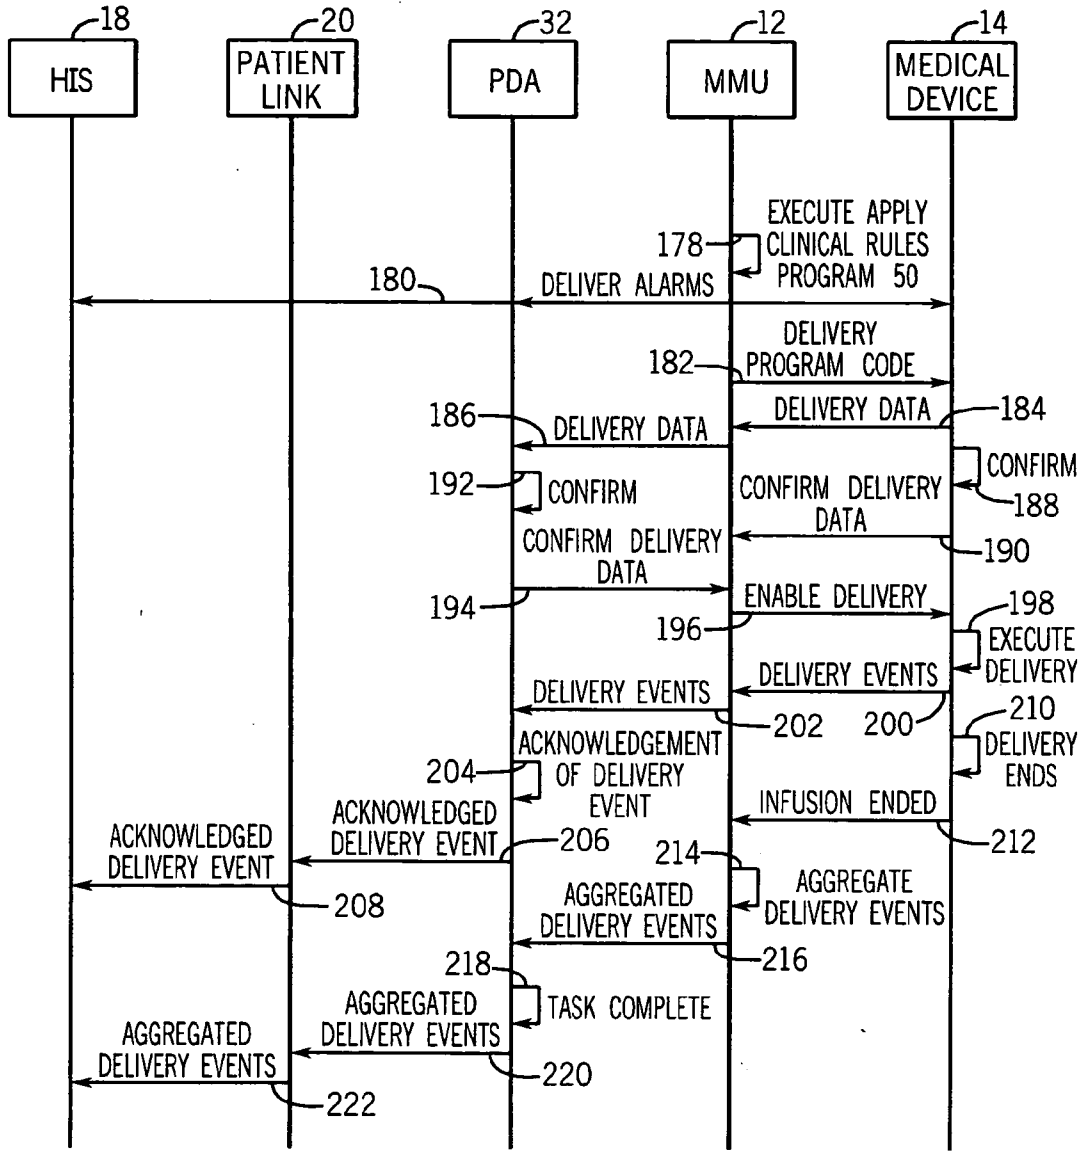 18
20
32
12
14
HIS
PATIENT
LINK
PDA
MMU
MEDICAL
DEVICE
178
EXECUTE APPLY
CLINICAL RULES
PROGRAM 50
180
DELIVER ALARMS
182
DELIVERY
PROGRAM CODE
186
DELIVERY DATA
DELIVERY DATA
184
192
CONFIRM
CONFIRM
188
CONFIRM DELIVERY
DATA
190
CONFIRM DELIVERY
DATA
194
ENABLE DELIVERY
196
198
EXECUTE
DELIVERY
DELIVERY EVENTS
200
DELIVERY EVENTS
202
210
DELIVERY
ENDS
204
ACKNOWLEDGEMENT
OF DELIVERY
EVENT
INFUSION ENDED
212
ACKNOWLEDGED
DELIVERY EVENT
206
ACKNOWLEDGED
DELIVERY EVENT
208
214
AGGREGATE
DELIVERY EVENTS
AGGREGATED
DELIVERY EVENTS
216
218
TASK COMPLETE
AGGREGATED
DELIVERY EVENTS
220
AGGREGATED
DELIVERY EVENTS
222